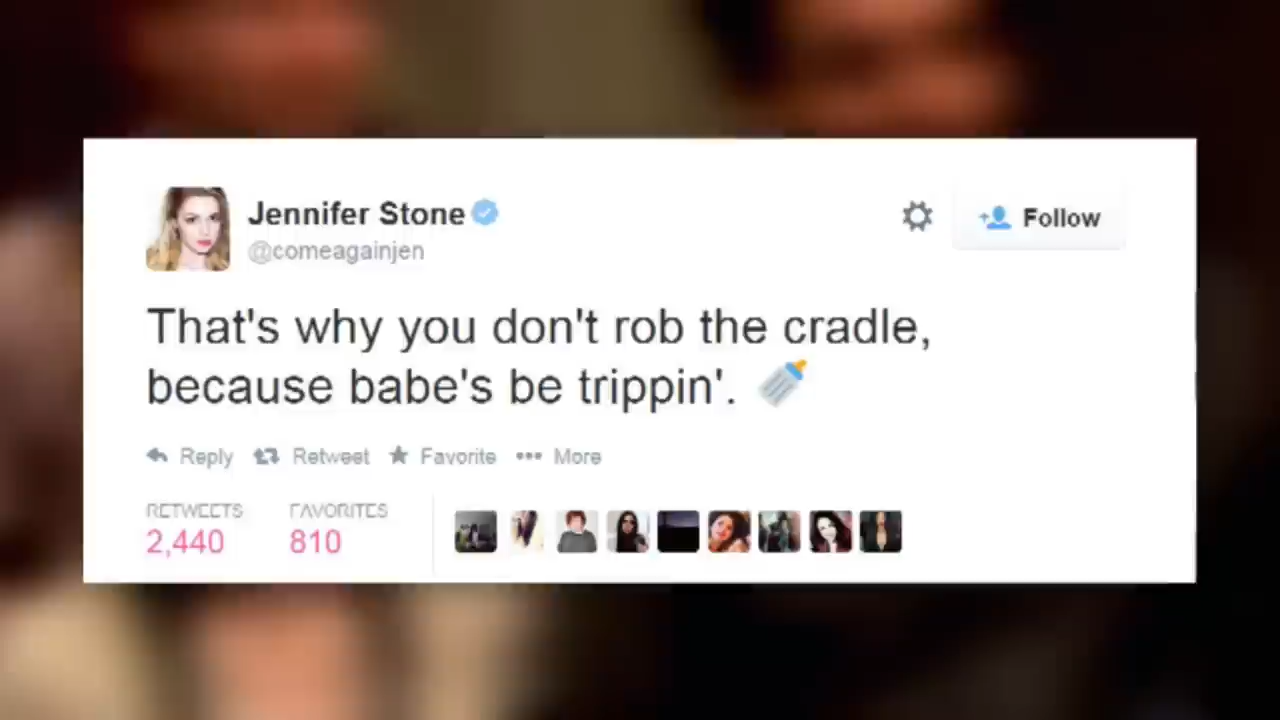 Jennifer Stone
@comeagainjen
Follow
That's why you don't rob the cradle,
because babe's be trippin'.
Reply Retweet Favorite More
RETWEETS FAVORITES
2,440 810